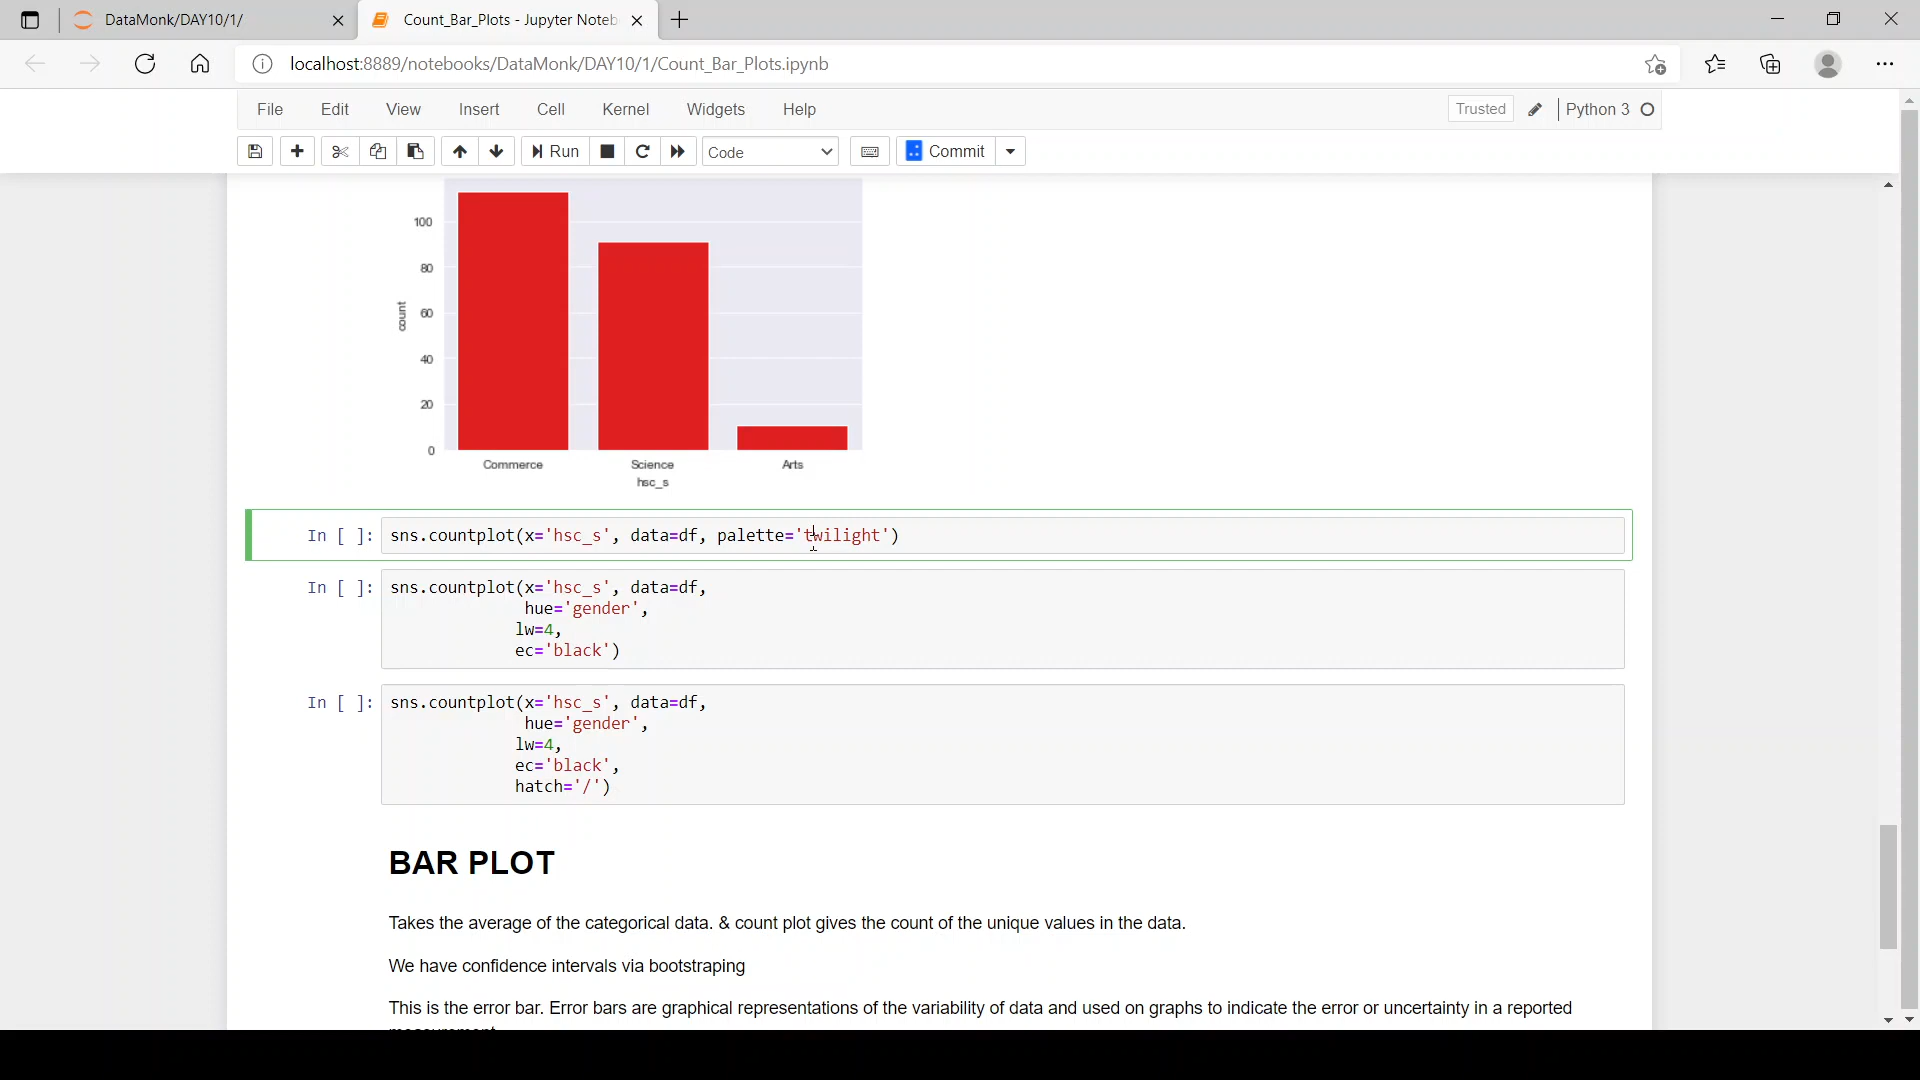 DataMonk/DAY10/1/
Count_Bar_Plots - Jupyter Noteb
localhost:8889/notebooks/DataMonk/DAY10/1/Count_Bar_Plots.ipynb
File Edit View Insert Cell Kernel Widgets Help
Trusted
Python 3
Run
Code
Commit
100
80
60
40
20
0
count
Commerce Science Arts
hsc_s
In [ ]: sns.countplot(x='hsc_s', data=df, palette='twilight')
In [ ]: sns.countplot(x='hsc_s', data=df,
hue='gender',
lw=4,
ec='black')
In [ ]: sns.countplot(x='hsc_s', data=df,
hue='gender',
lw=4,
ec='black',
hatch='/')
BAR PLOT
Takes the average of the categorical data. & count plot gives the count of the unique values in the data.
We have confidence intervals via bootstraping
This is the error bar. Error bars are graphical representations of the variability of data and used on graphs to indicate the error or uncertainty in a reported